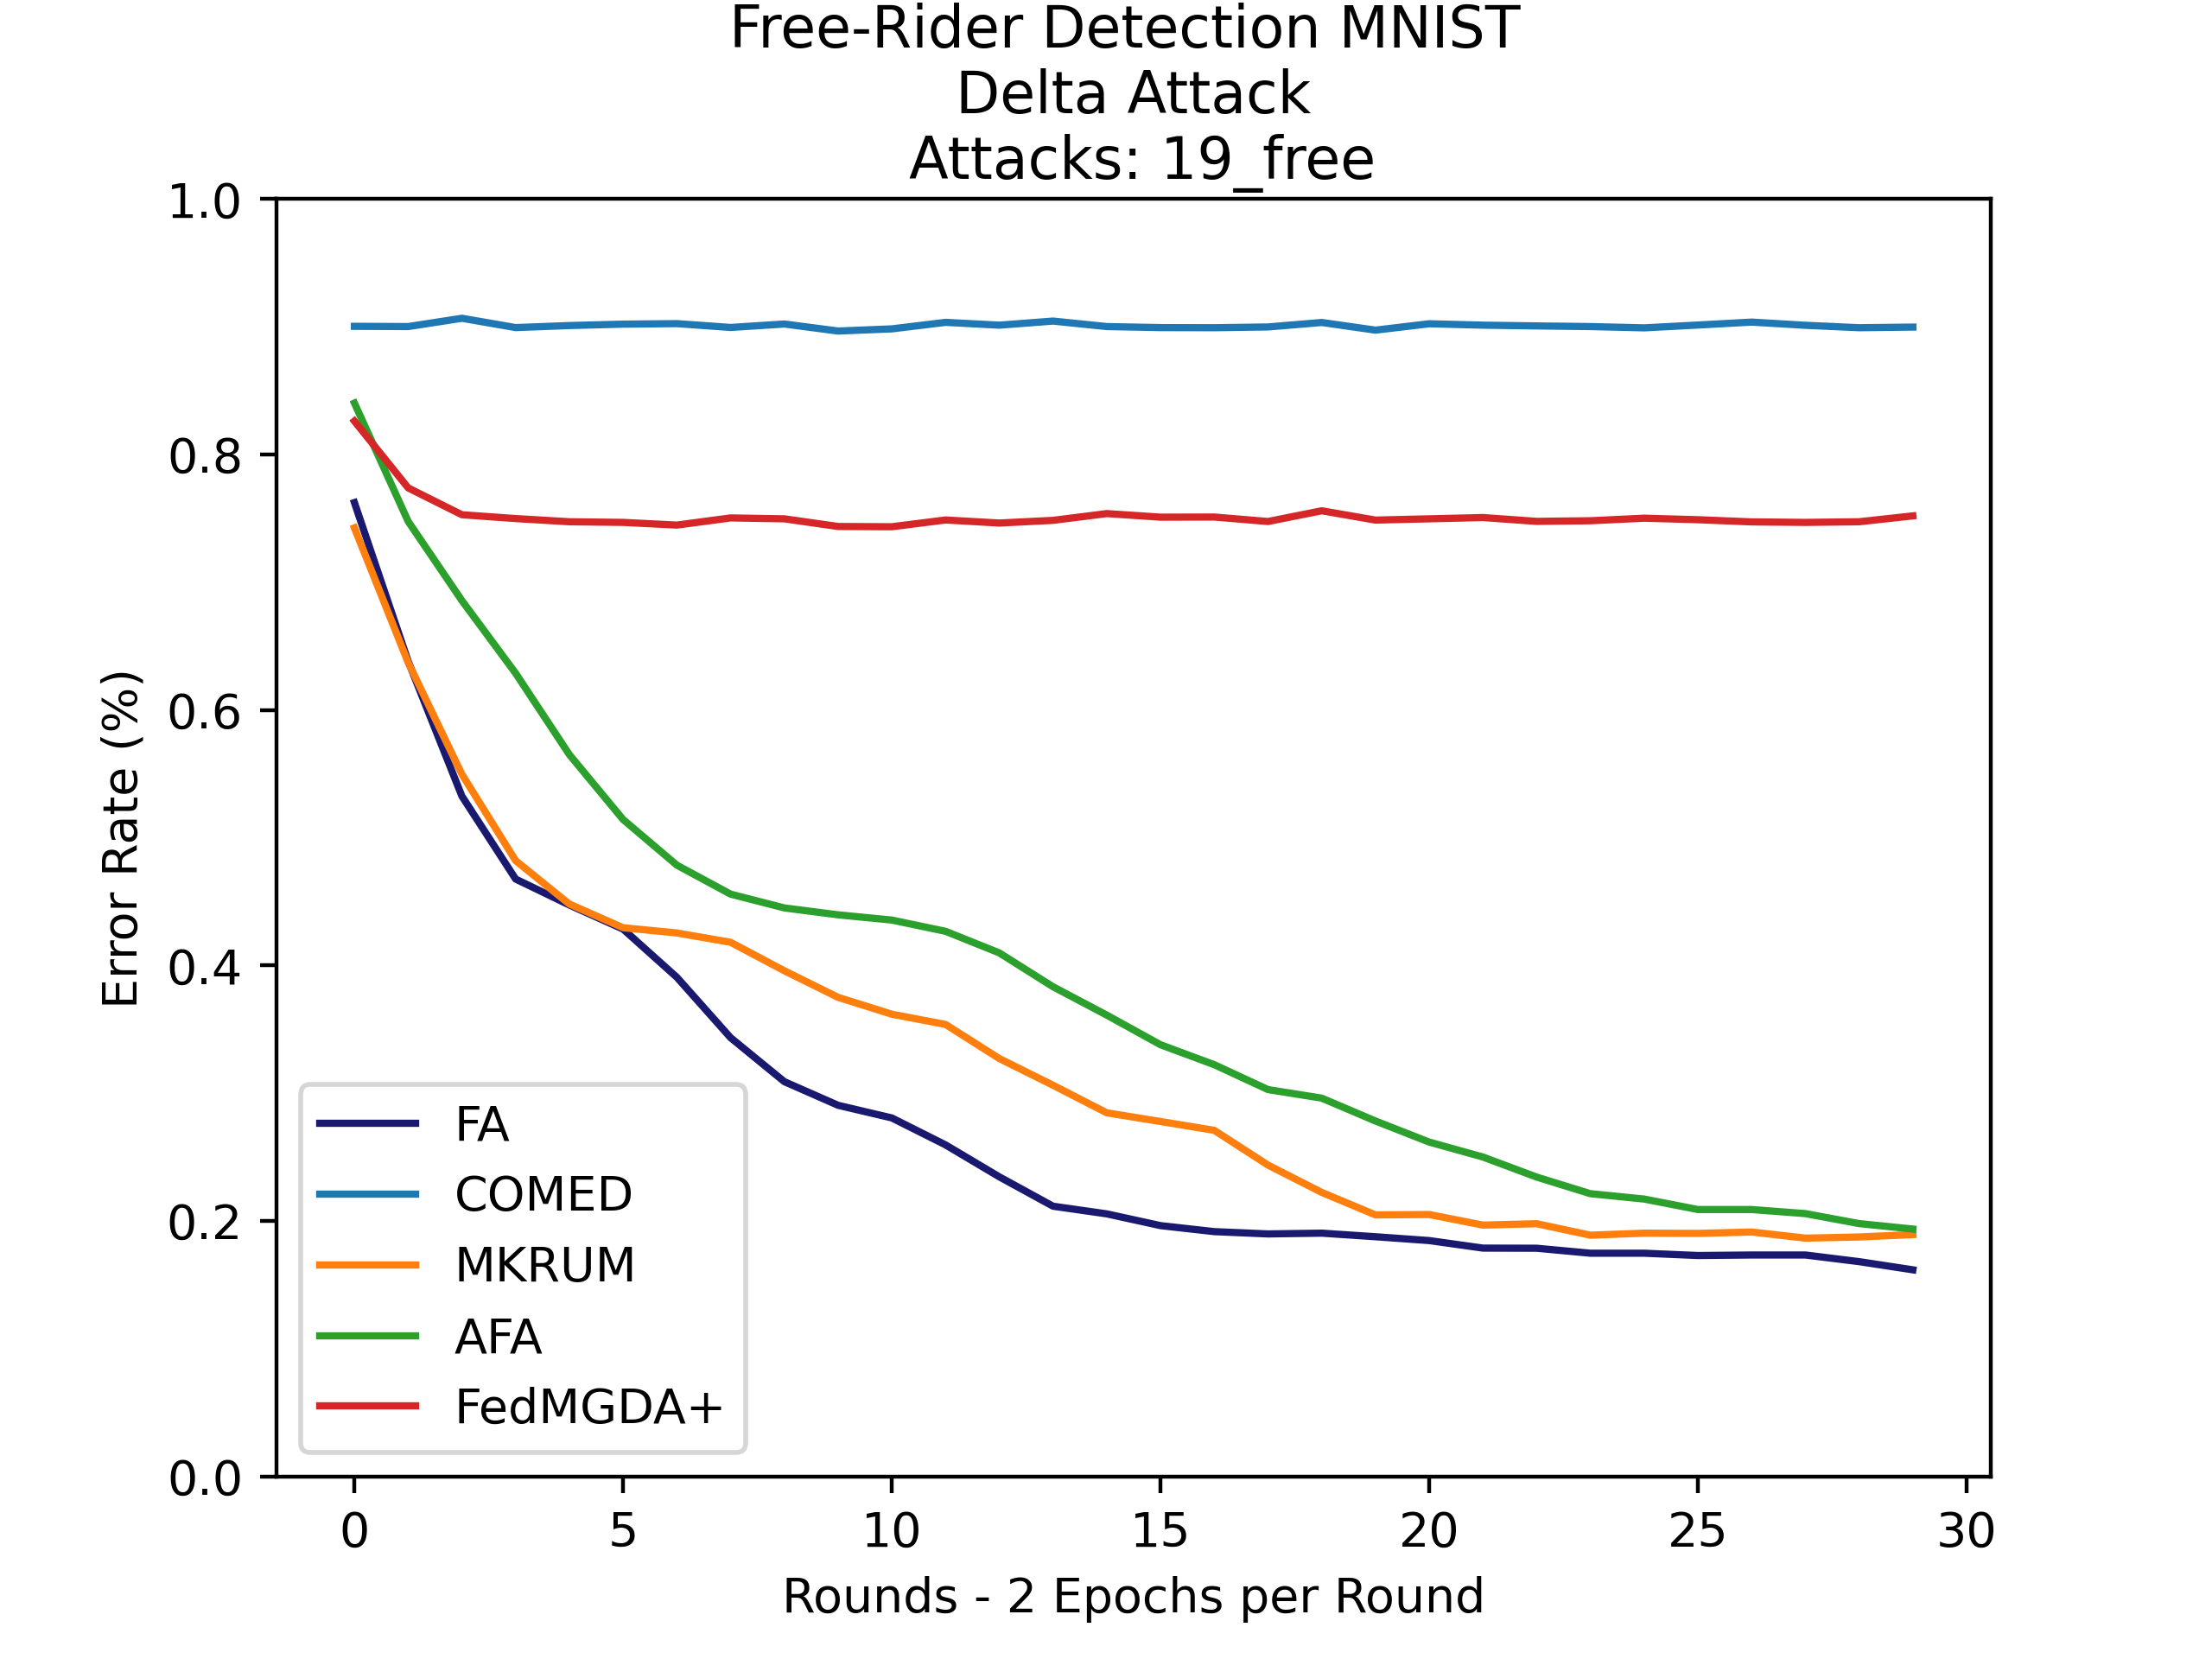 Free-Rider Detection MNIST
Delta Attack
Attacks: 19_free
1.0
0.8
0.6
0.4
0.2
0.0
Error Rate (%)
FA
COMED
MKRUM
AFA
FedMGDA+
0 5 10 15 20 25 30
Rounds - 2 Epochs per Round